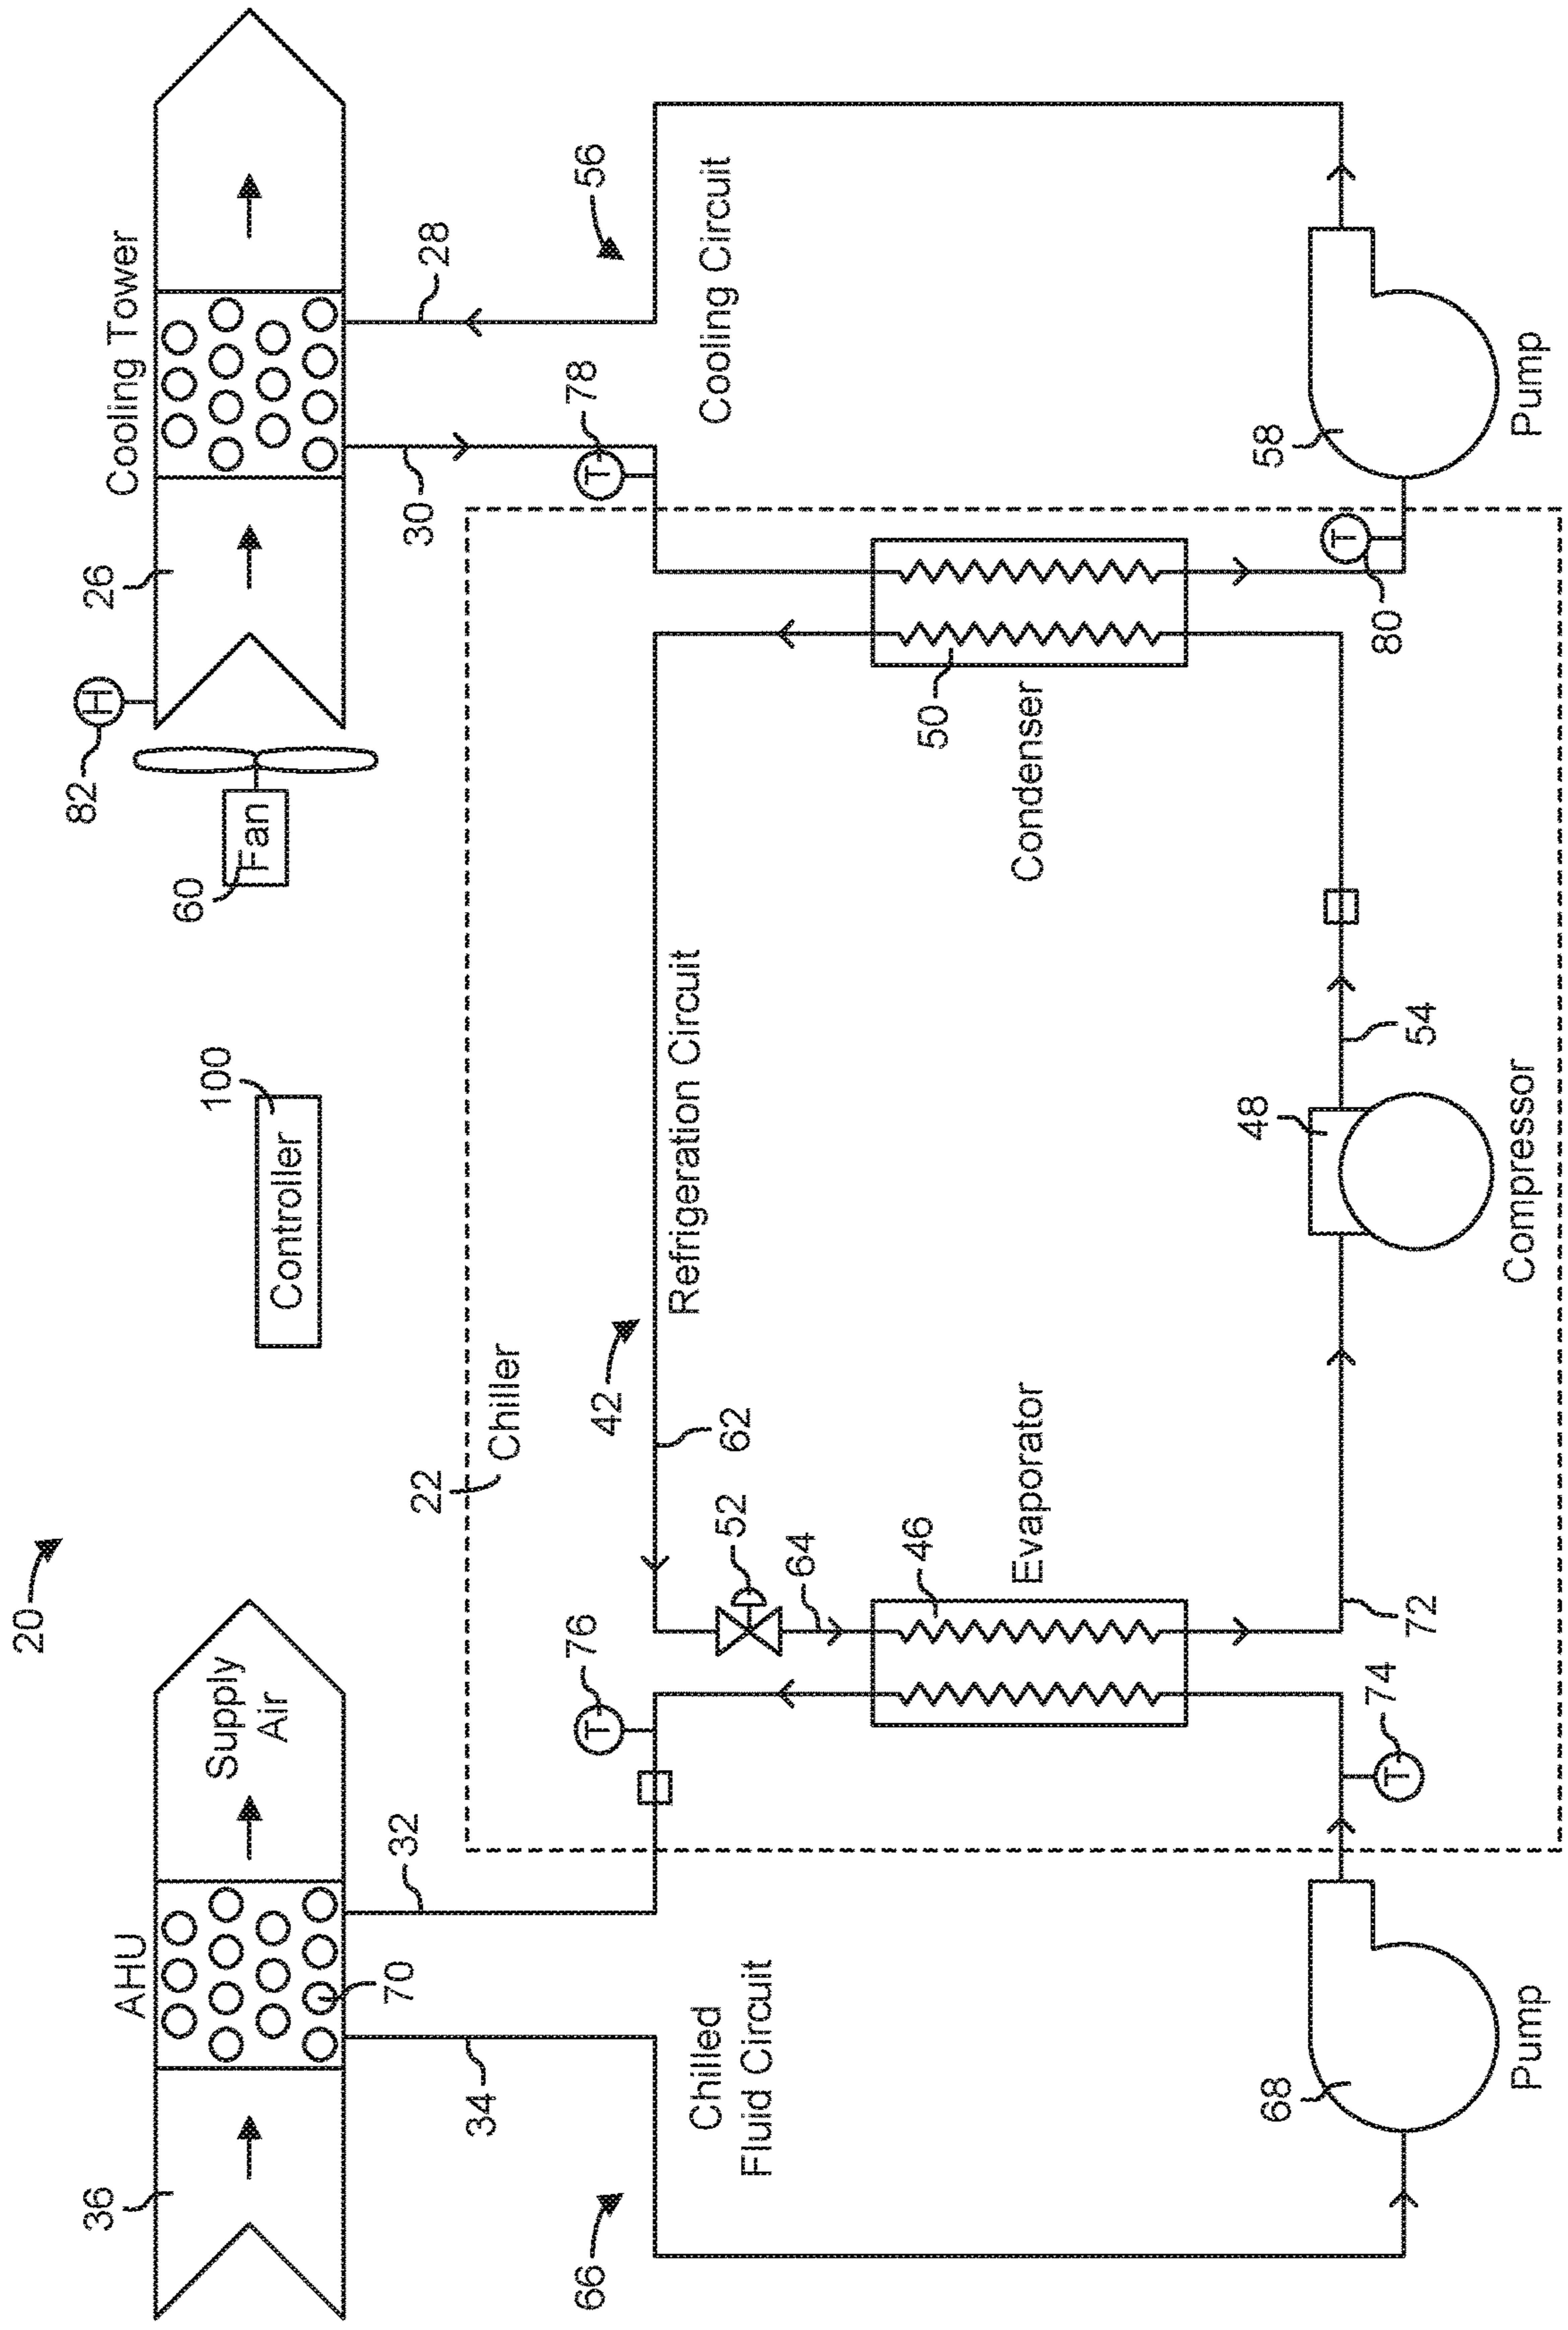 20
AHU
36
70
Supply
Air
34
32
66
Chilled
Fluid Circuit
Controller
100
Fan
60
82
H
Cooling Tower
26
30
28
78
T
56
Cooling Circuit
22
Chiller
42
Refrigeration Circuit
62
76
T
52
64
46
Evaporator
50
Condenser
72
74
T
68
Pump
48
Compressor
54
80
T
58
Pump